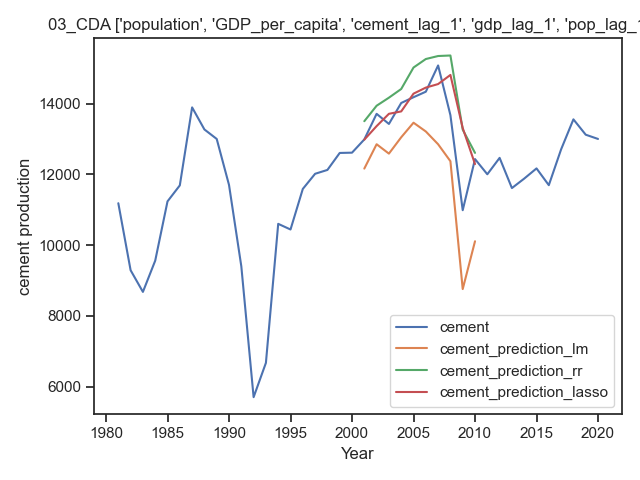 03_CDA ['population', 'GDP_per_capita', 'cement_lag_1', 'gdp_lag_1', 'pop_lag_1
cement production
14000
12000
10000
8000
6000
cement
cement_prediction_lm
cement_prediction_rr
cement_prediction_lasso
1980 1985 1990 1995 2000 2005 2010 2015 2020
Year